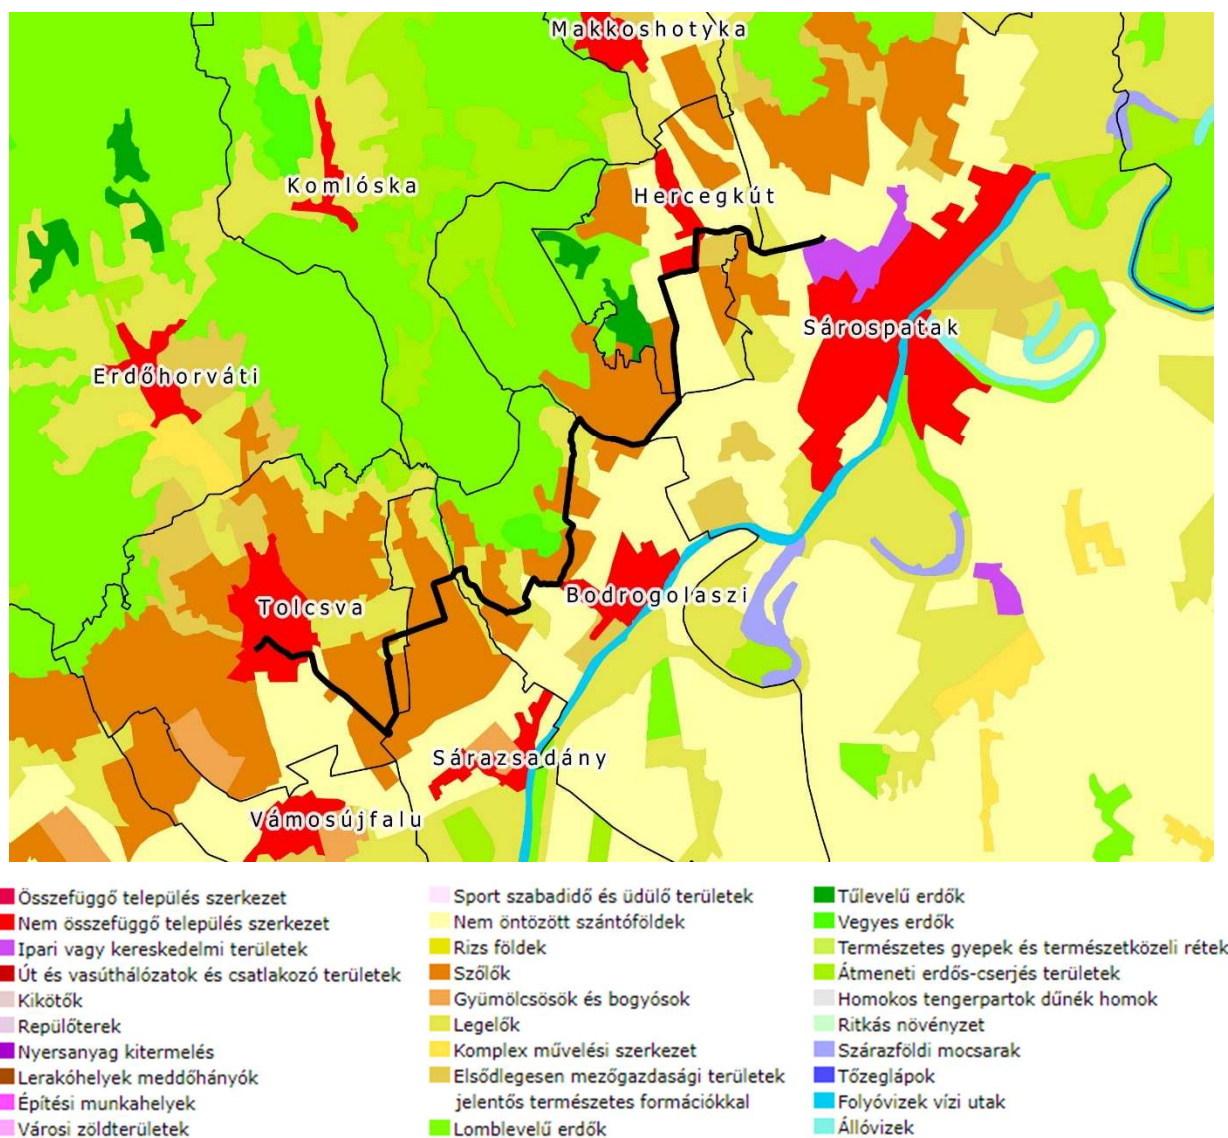 Makkoshotyka
Komlóska
Hercegkút
Sárospatak
Erdőhorváti
Tolcsva
Bodrogolaszi
Sárazsadány
Vámosújfalu
Összefüggő település szerkezet
Nem összefüggő település szerkezet
Ipari vagy kereskedelmi területek
Út és vasúthálózatok és csatlakozó területek
Kikötők
Repülőterek
Nyersanyag kitermelés
Lerakóhelyek meddőhányók
Építési munkahelyek
Városi zöldterületek
Sport szabadidő és üdülő területek
Nem öntözött szántóföldek
Rizs földek
Szőlők
Gyümölcsösök és bogyósok
Legelők
Komplex művelési szerkezet
Elsődlegesen mezőgazdasági területek
jelentős természetes formációkkal
Lomblevelű erdők
Tűlevelű erdők
Vegyes erdők
Természetes gyepek és természetközeli rétek
Átmeneti erdős-cserjés területek
Homokos tengerpartok dűnék homok
Ritkás növényzet
Szárazföldi mocsarak
Tőzeglápok
Folyóvizek vízi utak
Állóvizek